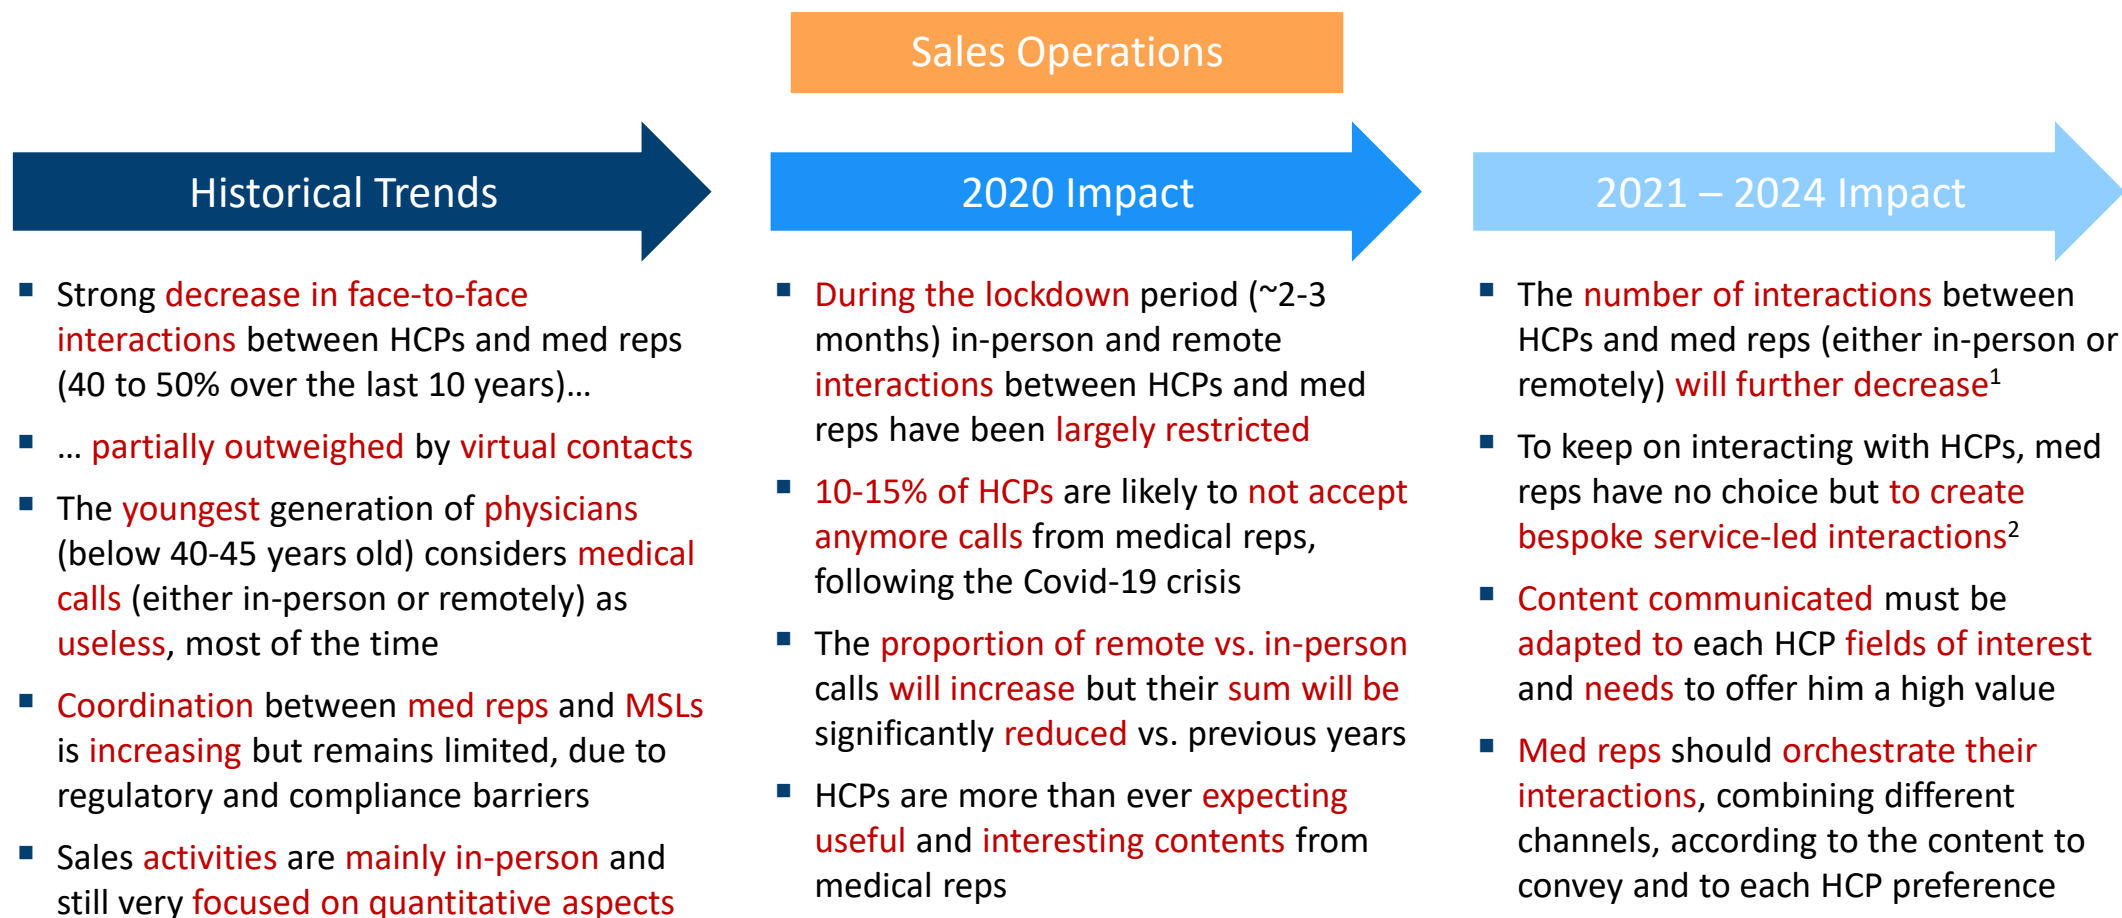 Sales Operations
Historical Trends
▪ Strong decrease in face-to-face
interactions between HCPs and med reps
(40 to 50% over the last 10 years)…
▪ … partially outweighed by virtual contacts
▪ The youngest generation of physicians
(below 40-45 years old) considers medical
calls (either in-person or remotely) as
useless, most of the time
▪ Coordination between med reps and MSLs
is increasing but remains limited, due to
regulatory and compliance barriers
▪ Sales activities are mainly in-person and
still very focused on quantitative aspects
2020 Impact
▪ During the lockdown period (~2-3
months) in-person and remote
interactions between HCPs and med
reps have been largely restricted
▪ 10-15% of HCPs are likely to not accept
anymore calls from medical reps,
following the Covid-19 crisis
▪ The proportion of remote vs. in-person
calls will increase but their sum will be
significantly reduced vs. previous years
▪ HCPs are more than ever expecting
useful and interesting contents from
medical reps
2021 – 2024 Impact
▪ The number of interactions between
HCPs and med reps (either in-person or
remotely) will further decrease¹
▪ To keep on interacting with HCPs, med
reps have no choice but to create
bespoke service-led interactions²
▪ Content communicated must be
adapted to each HCP fields of interest
and needs to offer him a high value
▪ Med reps should orchestrate their
interactions, combining different
channels, according to the content to
convey and to each HCP preference